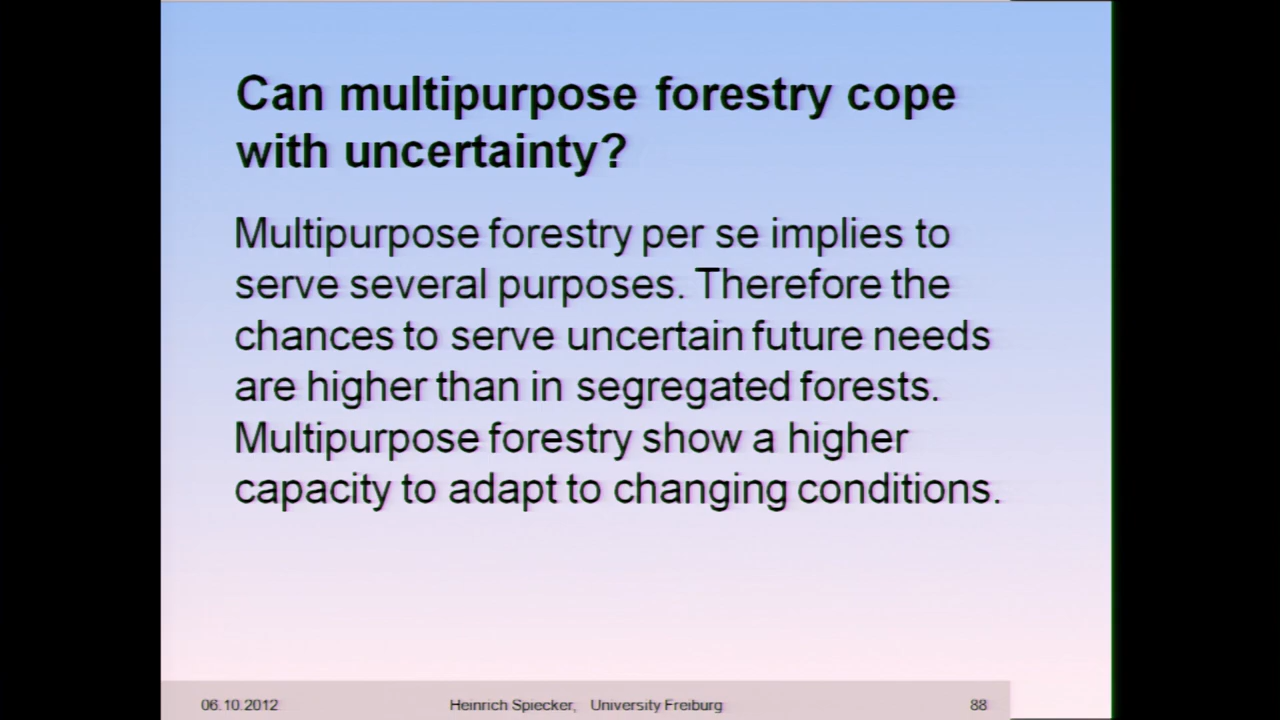 Can multipurpose forestry cope
with uncertainty?
Multipurpose forestry per se implies to
serve several purposes. Therefore the
chances to serve uncertain future needs
are higher than in segregated forests.
Multipurpose forestry show a higher
capacity to adapt to changing conditions.
06.10.2012 Heinrich Spiecker, University Freiburg 88